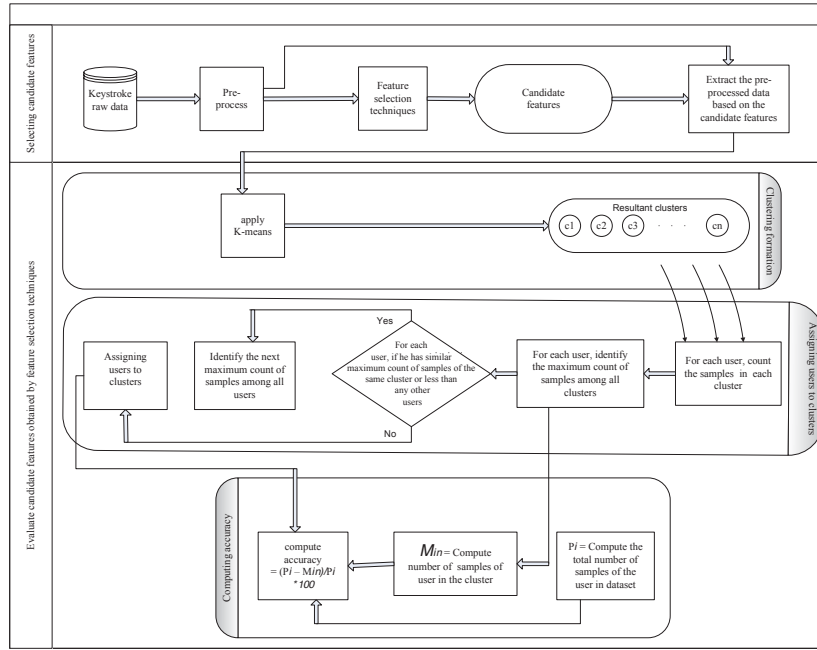 Selecting candidate features
Keystroke
raw data
Pre-
process
Feature
selection
techniques
Candidate
features
Extract the pre-
processed data
based on the
candidate features
Evaluate candidate features obtained by feature selection techniques
apply
K-means
Resultant clusters
c1 c2 c3 . . . cn
Clustering formation
Assigning
users to
clusters
Identify the next
maximum count of
samples among all
users
Yes
For each
user, if he has similar
maximum count of samples of the
same cluster or less than
any other
users
No
For each user, identify
the maximum count of
samples among all
clusters
For each user, count
the samples in each
cluster
Assigning users to clusters
Computing accuracy
compute
accuracy
= (Pi – Min)/Pi
*100
Min = Compute
number of samples of
user in the cluster
Pi = Compute the
total number of
samples of the
user in dataset